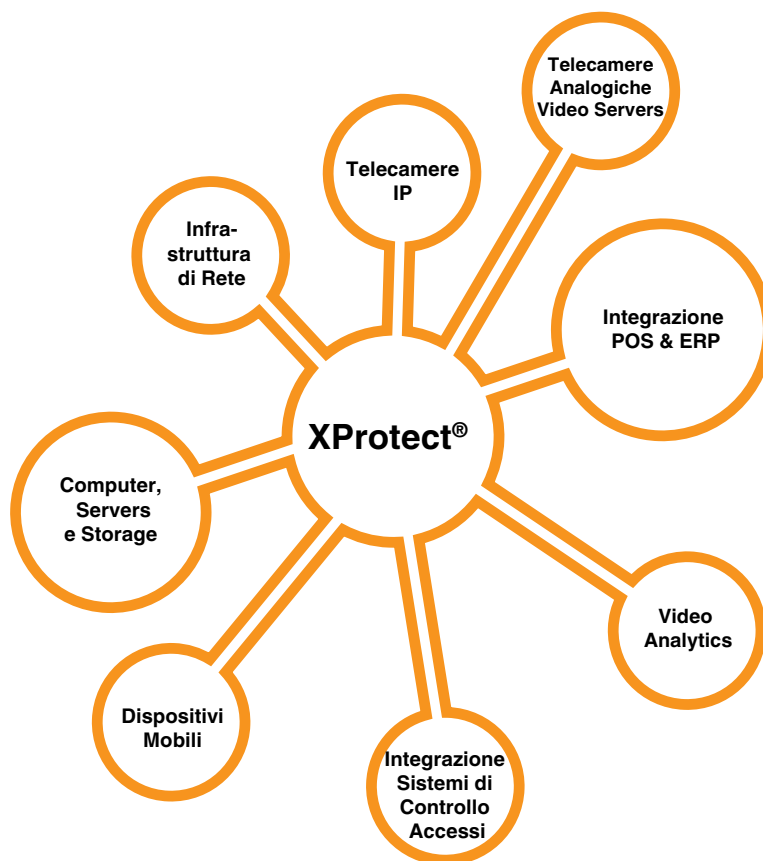 Telecamere
Analogiche
Video Servers
Telecamere
IP
Infra-
struttura
di Rete
Integrazione
POS & ERP
XProtect®
Computer,
Servers
e Storage
Video
Analytics
Dispositivi
Mobili
Integrazione
Sistemi di
Controllo
Accessi